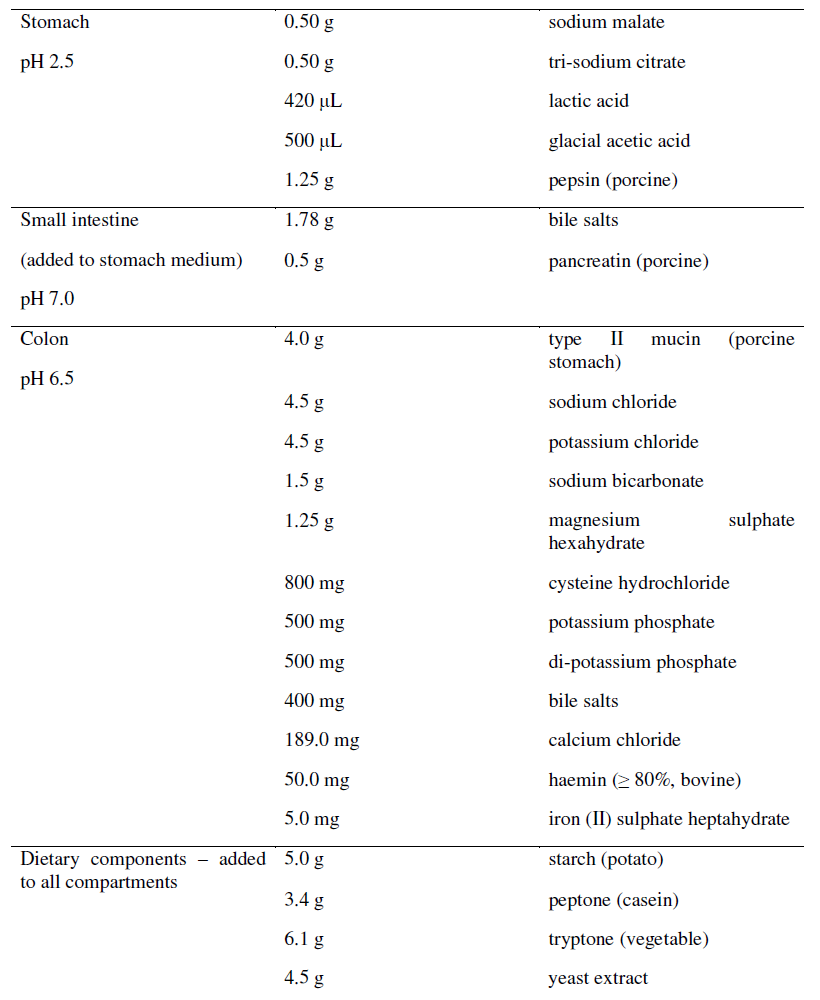 Stomach 0.50 g sodium malate
pH 2.5 0.50 g tri-sodium citrate
420 μL lactic acid
500 μL glacial acetic acid
1.25 g pepsin (porcine)
Small intestine 1.78 g bile salts
(added to stomach medium) 0.5 g pancreatin (porcine)
pH 7.0
Colon 4.0 g type II mucin (porcine
stomach)
pH 6.5
4.5 g sodium chloride
4.5 g potassium chloride
1.5 g sodium bicarbonate
1.25 g magnesium sulphate
hexahydrate
800 mg cysteine hydrochloride
500 mg potassium phosphate
500 mg di-potassium phosphate
400 mg bile salts
189.0 mg calcium chloride
50.0 mg haemin (≥ 80%, bovine)
5.0 mg iron (II) sulphate heptahydrate
Dietary components – added 5.0 g starch (potato)
to all compartments
3.4 g peptone (casein)
6.1 g tryptone (vegetable)
4.5 g yeast extract